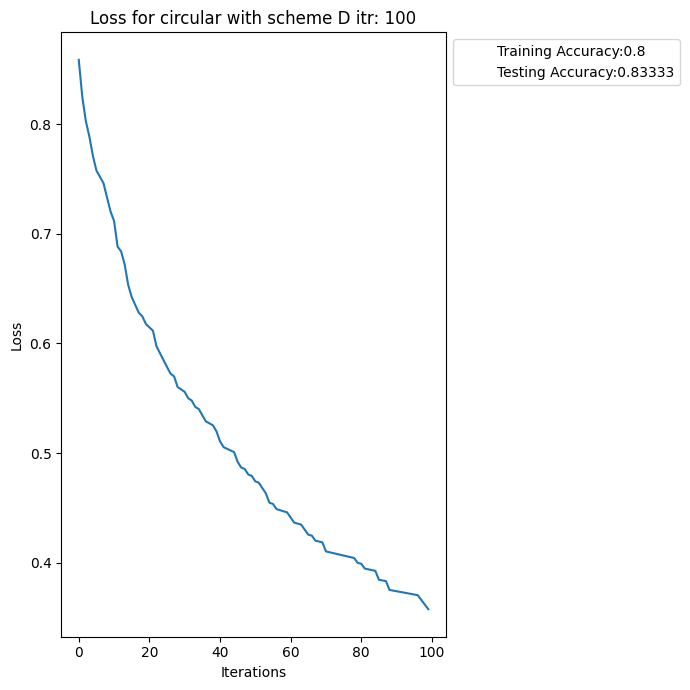 Loss for circular with scheme D itr: 100
Training Accuracy:0.8
Testing Accuracy:0.83333
0.8
0.7
0.6
0.5
0.4
Loss
0 20 40 60 80 100
Iterations